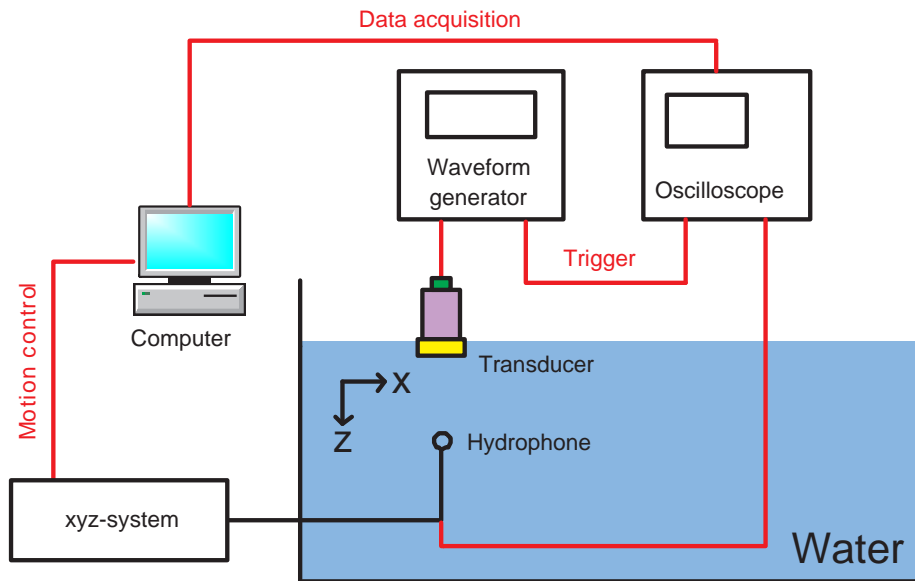 Data acquisition
Waveform
generator
Oscilloscope
Trigger
Motion control
Computer
Transducer
X
Z
Hydrophone
xyz-system
Water